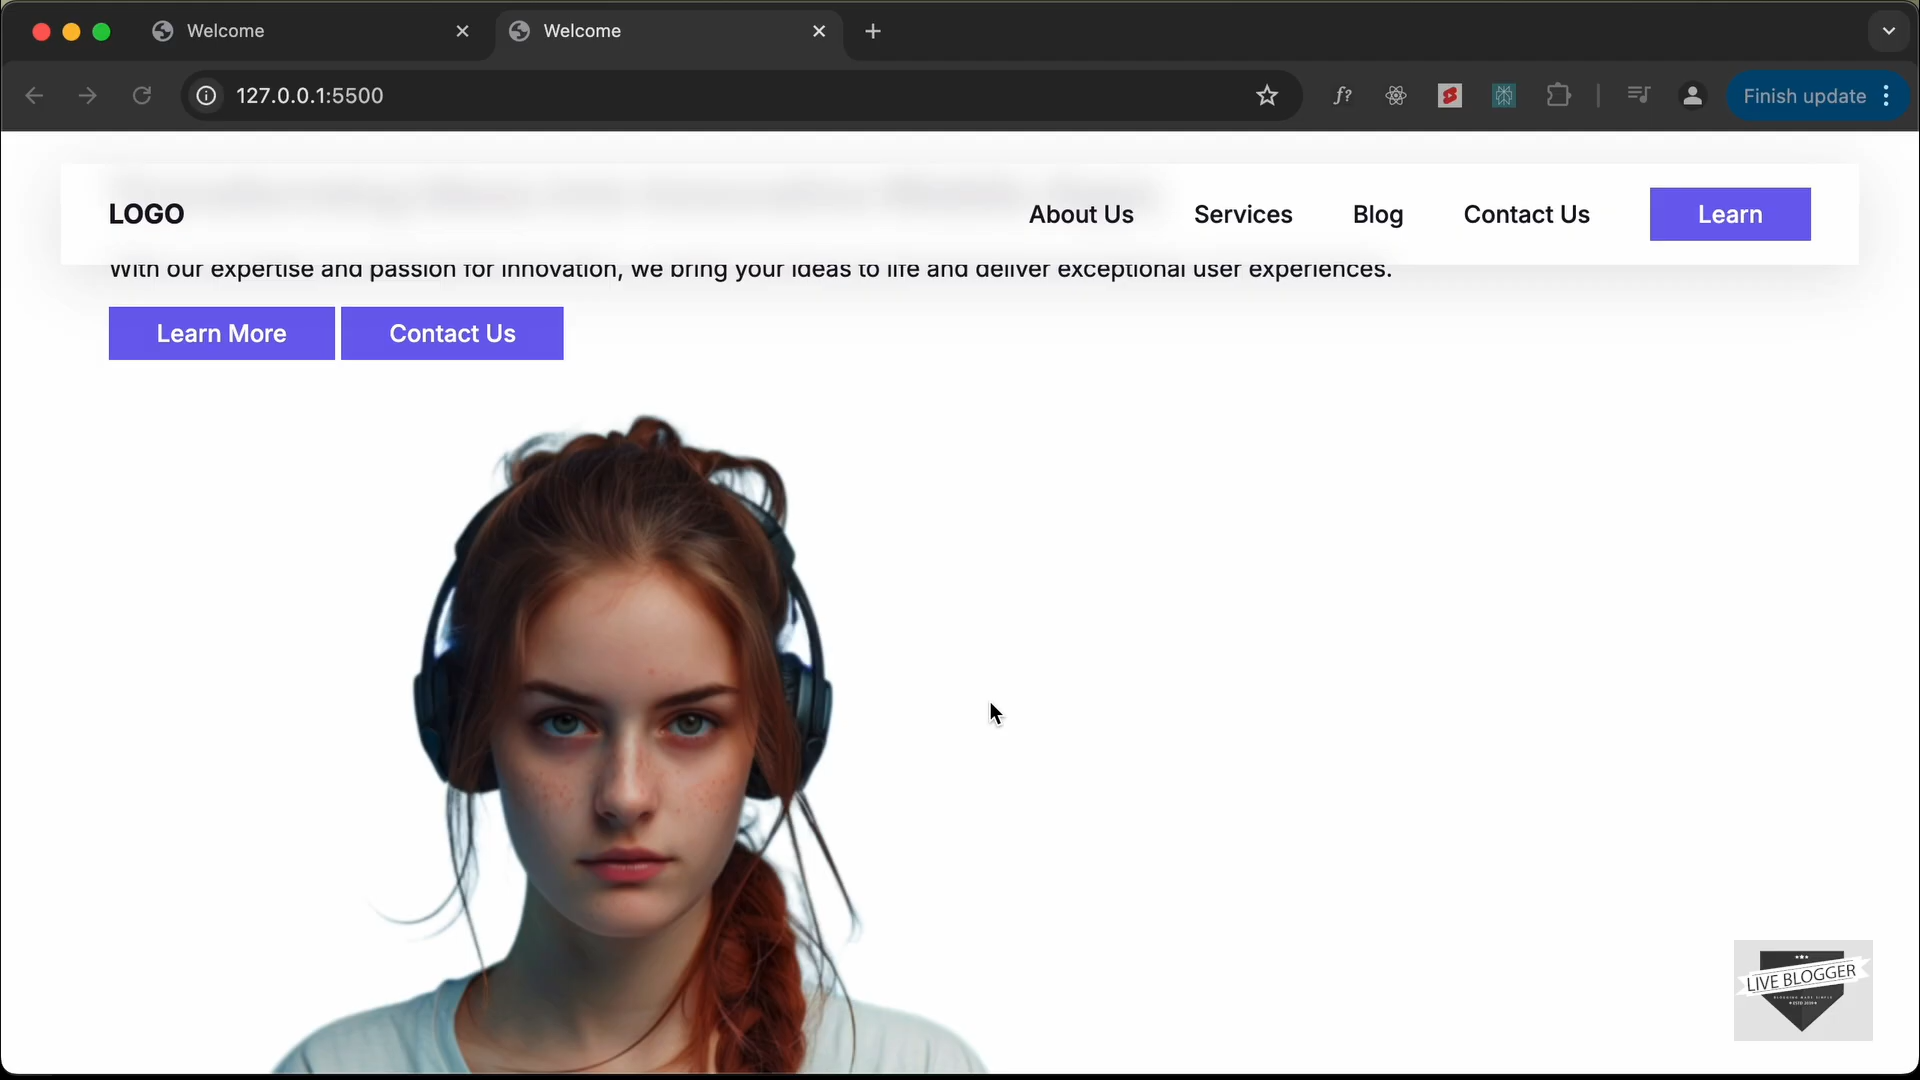 Welcome
Welcome
127.0.0.1:5500
f?
Finish update
LOGO
About Us
Services
Blog
Contact Us
Learn
With our expertise and passion for innovation, we bring your ideas to life and deliver exceptional user experiences.
Learn More
Contact Us
LIVE BLOGGER